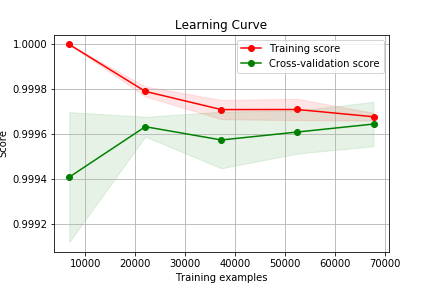 Learning Curve
1.0000
0.9998
0.9996
0.9994
0.9992
Score
Training score
Cross-validation score
10000 20000 30000 40000 50000 60000 70000
Training examples